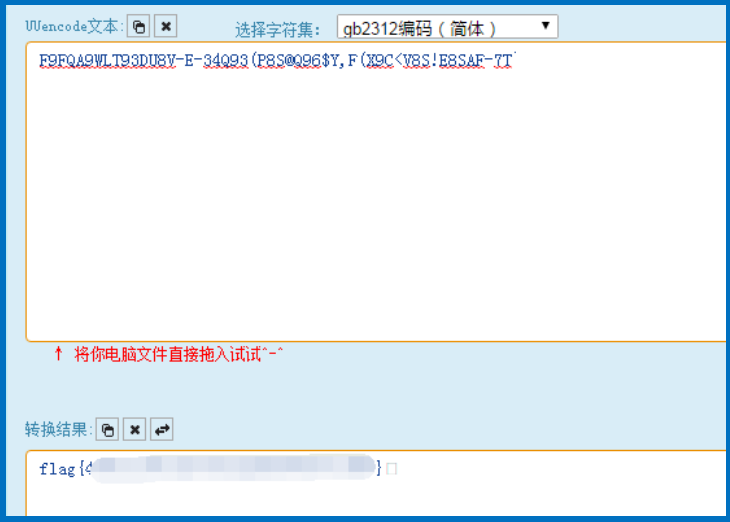 UUencode文本: 选择字符集: gb2312编码（简体）
F9FQA9WLT93DU8V-E-34Q93(P8S@Q96$Y,F(X9C<V8S!E8SAF-7T`
↑ 将你电脑文件直接拖入试试^-^
转换结果:
flag{4 }